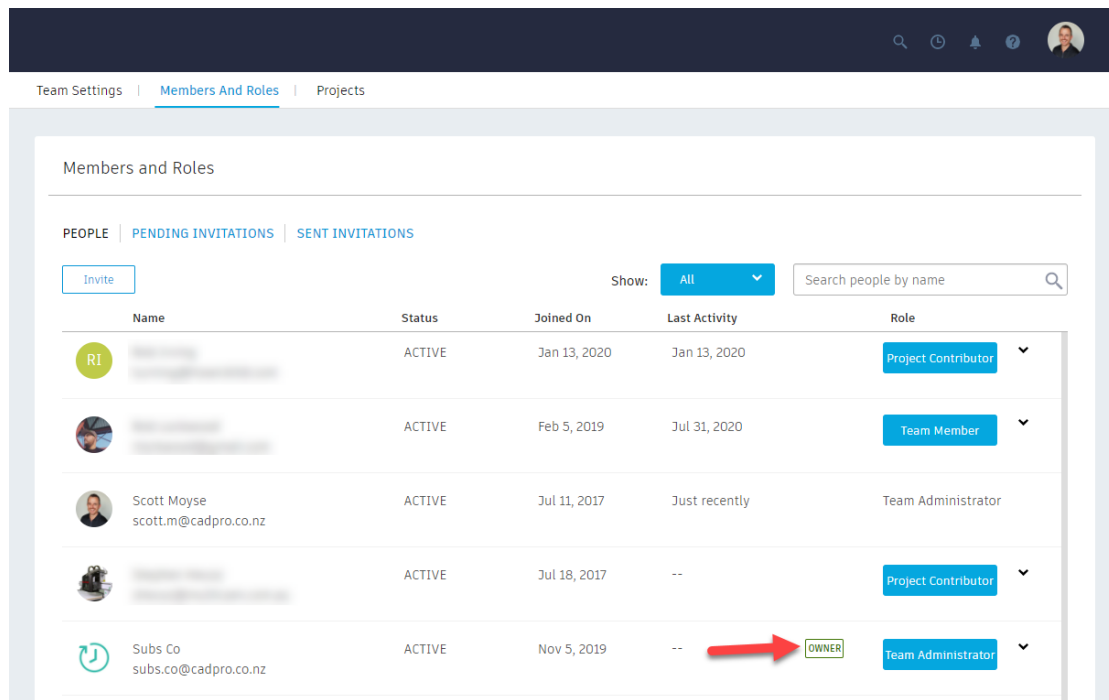 Team Settings | Members And Roles | Projects
Members and Roles
PEOPLE | PENDING INVITATIONS | SENT INVITATIONS
Invite Show: All Search people by name
Name Status Joined On Last Activity Role
RI ACTIVE Jan 13, 2020 Jan 13, 2020 Project Contributor
ACTIVE Feb 5, 2019 Jul 31, 2020 Team Member
Scott Moyse ACTIVE Jul 11, 2017 Just recently Team Administrator
scott.m@cadpro.co.nz
ACTIVE Jul 18, 2017 -- Project Contributor
Subs Co ACTIVE Nov 5, 2019 -- OWNER Team Administrator
subs.co@cadpro.co.nz